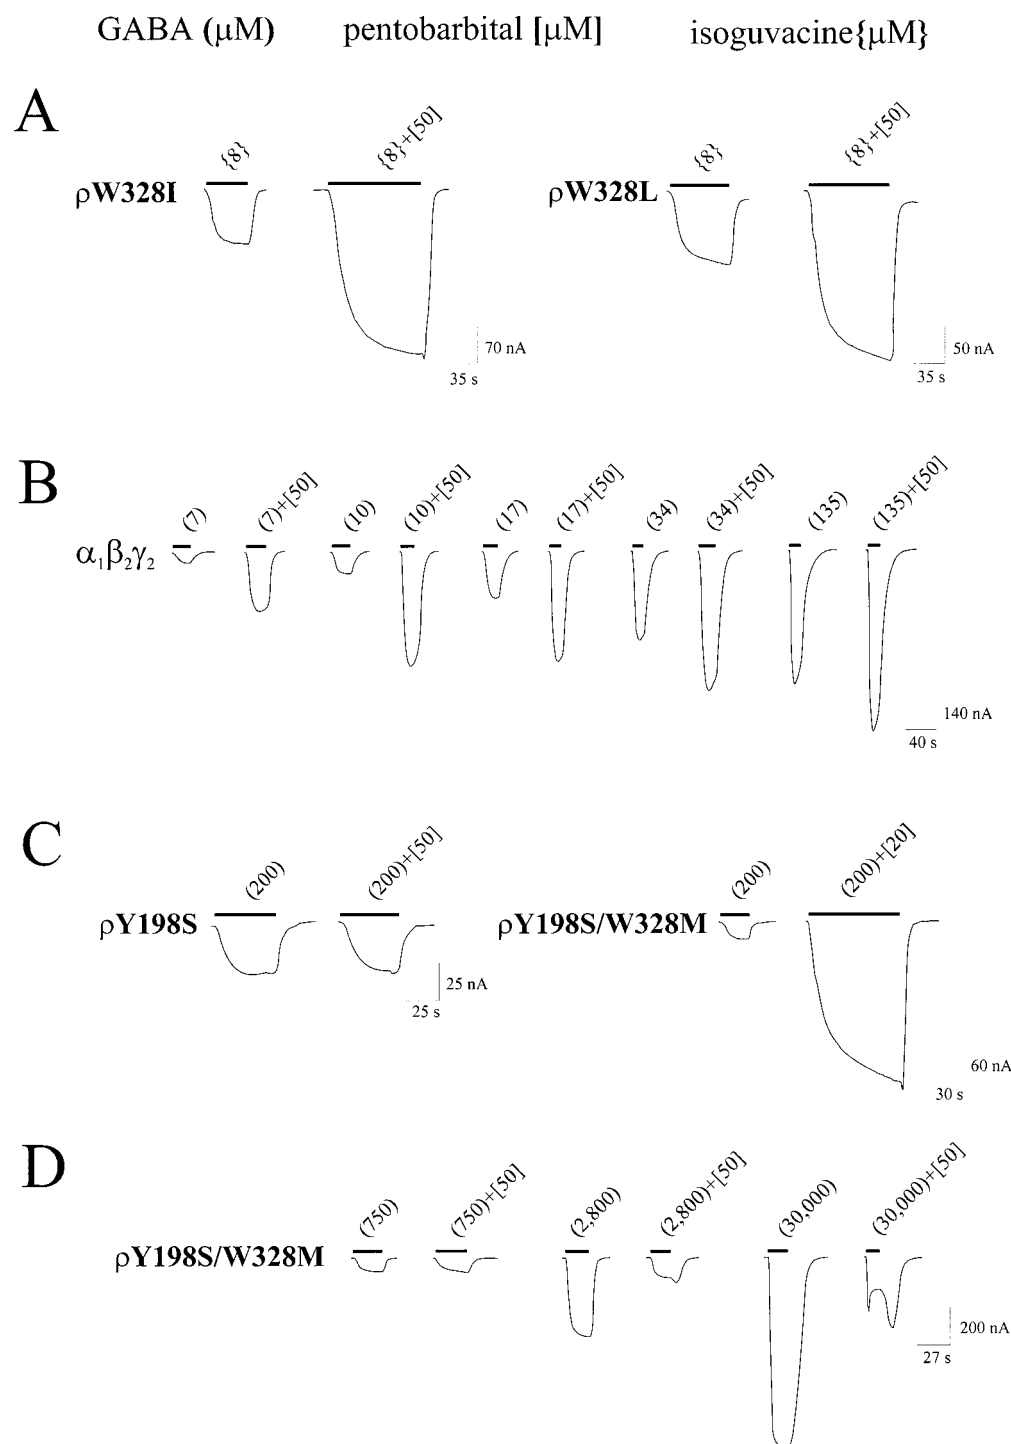 GABA (μM) pentobarbital [μM] isoguvacine{μM}
A
{8} {8}+[50] {8} {8}+[50]
ρW328I ρW328L
70 nA 50 nA
35 s 35 s
B
(7) (7)+[50] (10) (10)+[50] (17) (17)+[50] (34) (34)+[50] (135) (135)+[50]
α₁β₂γ₂
140 nA
40 s
C
(200) (200)+[50] (200) (200)+[20]
ρY198S ρY198S/W328M
25 nA
25 s
60 nA
30 s
D
(750) (750)+[50] (2,800) (2,800)+[50] (30,000) (30,000)+[50]
ρY198S/W328M
200 nA
27 s